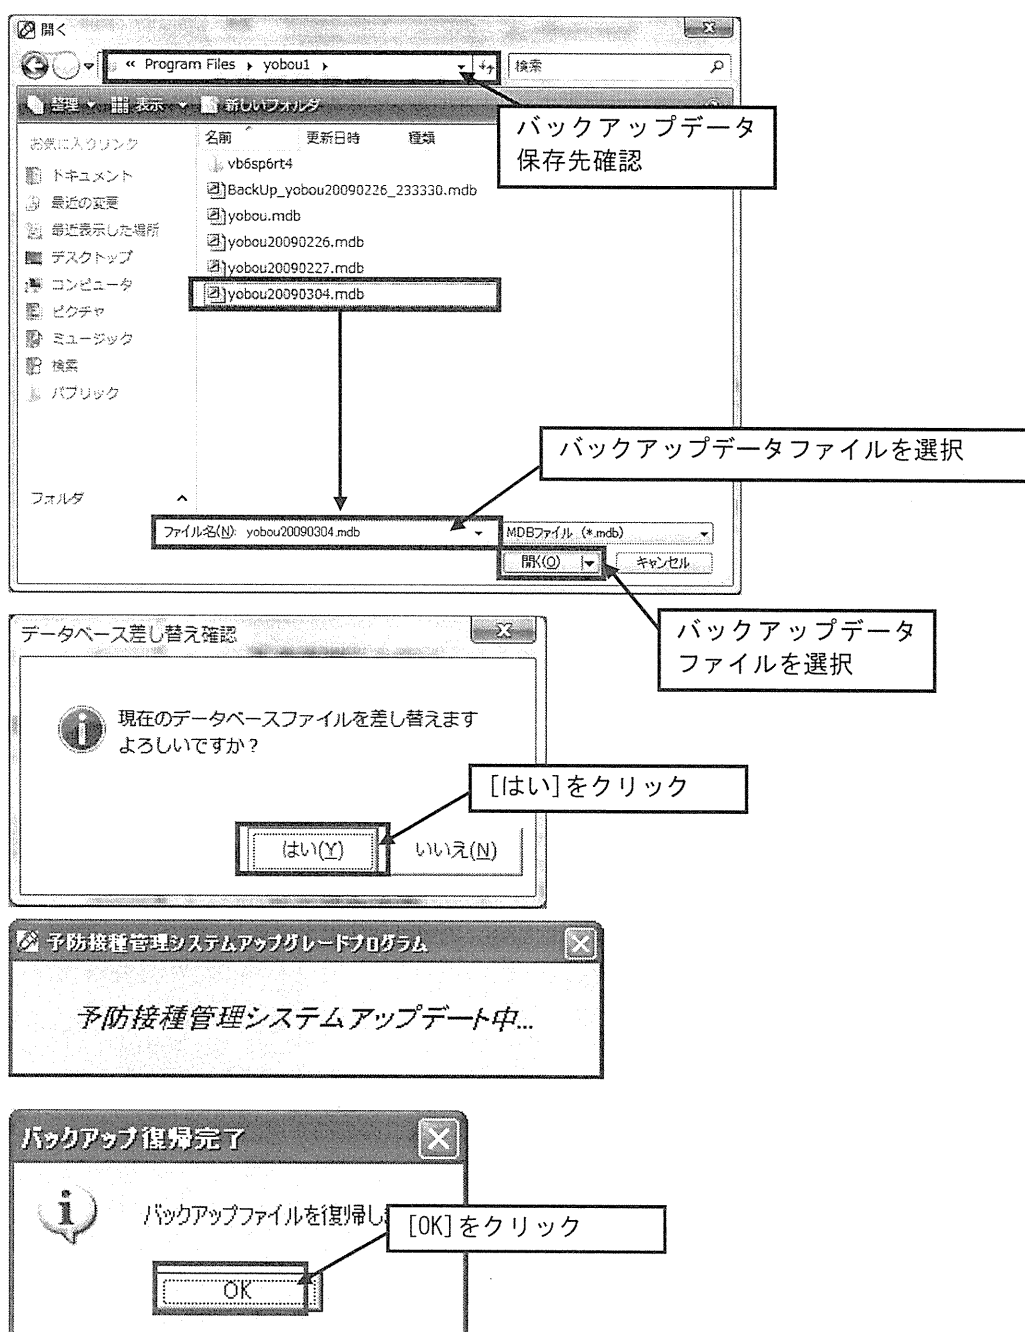 開く
« Program Files › yobou1 ›
検索
整理 表示 新しいフォルダ
バックアップデータ
保存先確認
お気に入りリンク
ドキュメント
最近の変更
最近表示した場所
デスクトップ
コンピュータ
ピクチャ
ミュージック
検索
パブリック
フォルダ
名前 更新日時 種類
vb6sp6rt4
BackUp_yobou20090226_233330.mdb
yobou.mdb
yobou20090226.mdb
yobou20090227.mdb
yobou20090304.mdb
バックアップデータファイルを選択
ファイル名(N): yobou20090304.mdb
MDBファイル (*.mdb)
開く(O) キャンセル
バックアップデータ
ファイルを選択
データベース差し替え確認
現在のデータベースファイルを差し替えます
よろしいですか？
[はい]をクリック
はい(Y) いいえ(N)
予防接種管理システムアップグレードプログラム
予防接種管理システムアップデート中...
バックアップ復帰完了
バックアップファイルを復帰し
[OK]をクリック
OK